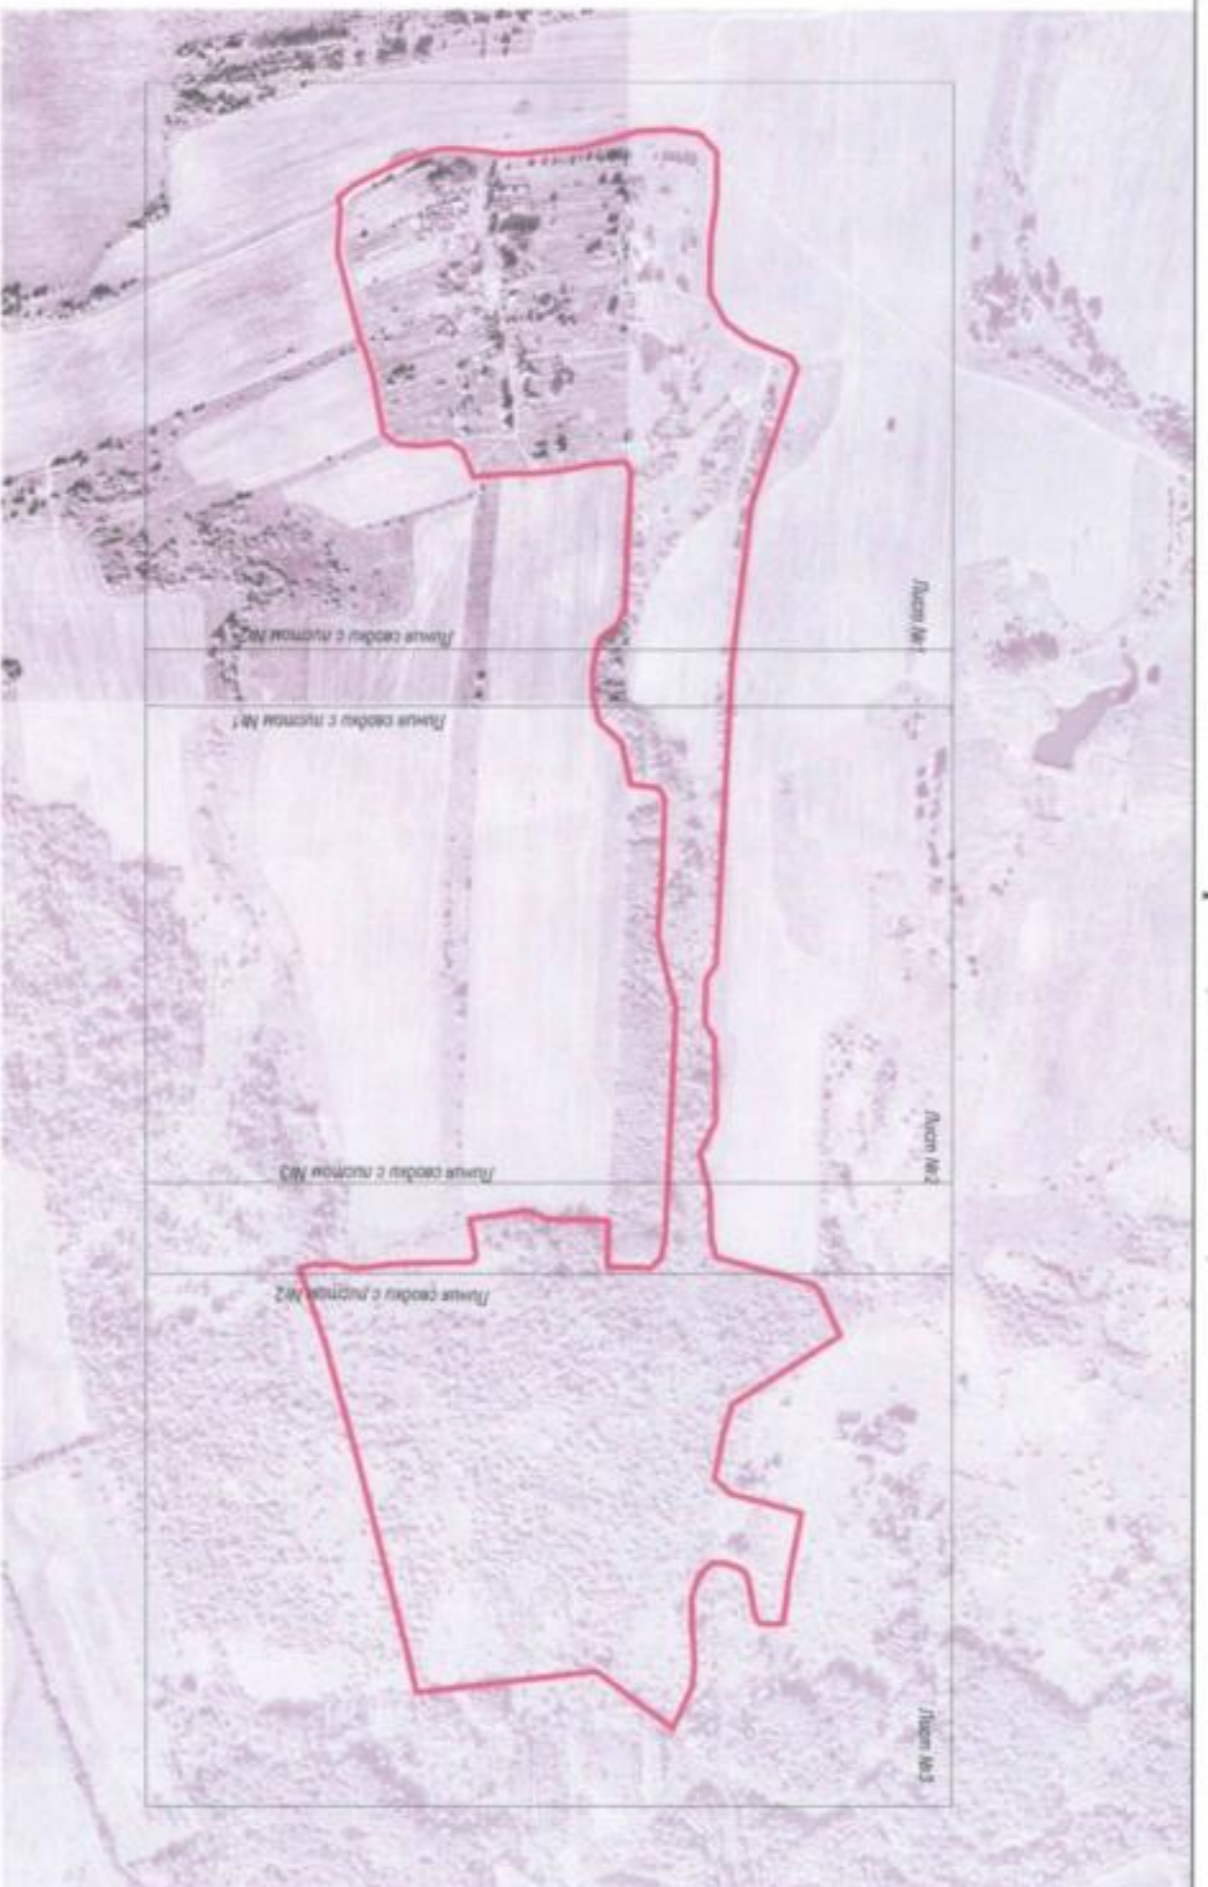 Лист №1
Линия сводки с листом №2
Линия сводки с листом №1
Лист №2
Линия сводки с листом №3
Линия сводки с листом №2
Лист №3